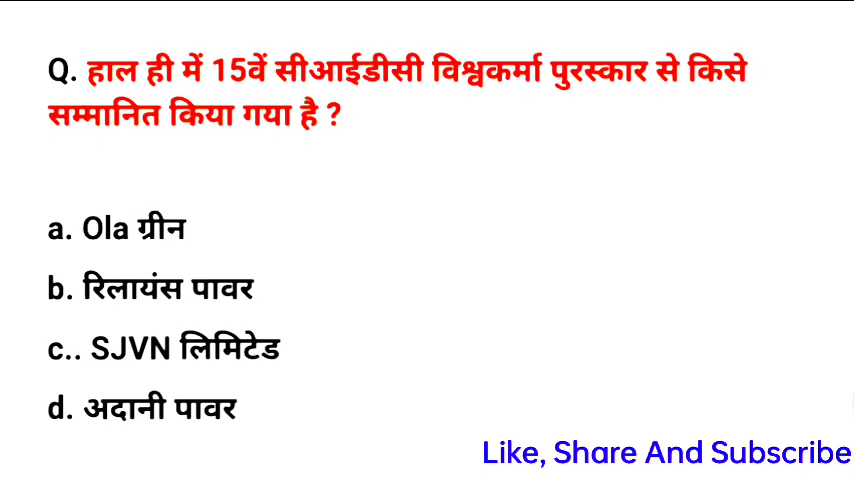 Q. हाल ही में 15वें सीआईडीसी विश्वकर्मा पुरस्कार से किसे
सम्मानित किया गया है ?
a. Ola ग्रीन
b. रिलायंस पावर
c.. SJVN लिमिटेड
d. अदानी पावर
Like, Share And Subscribe